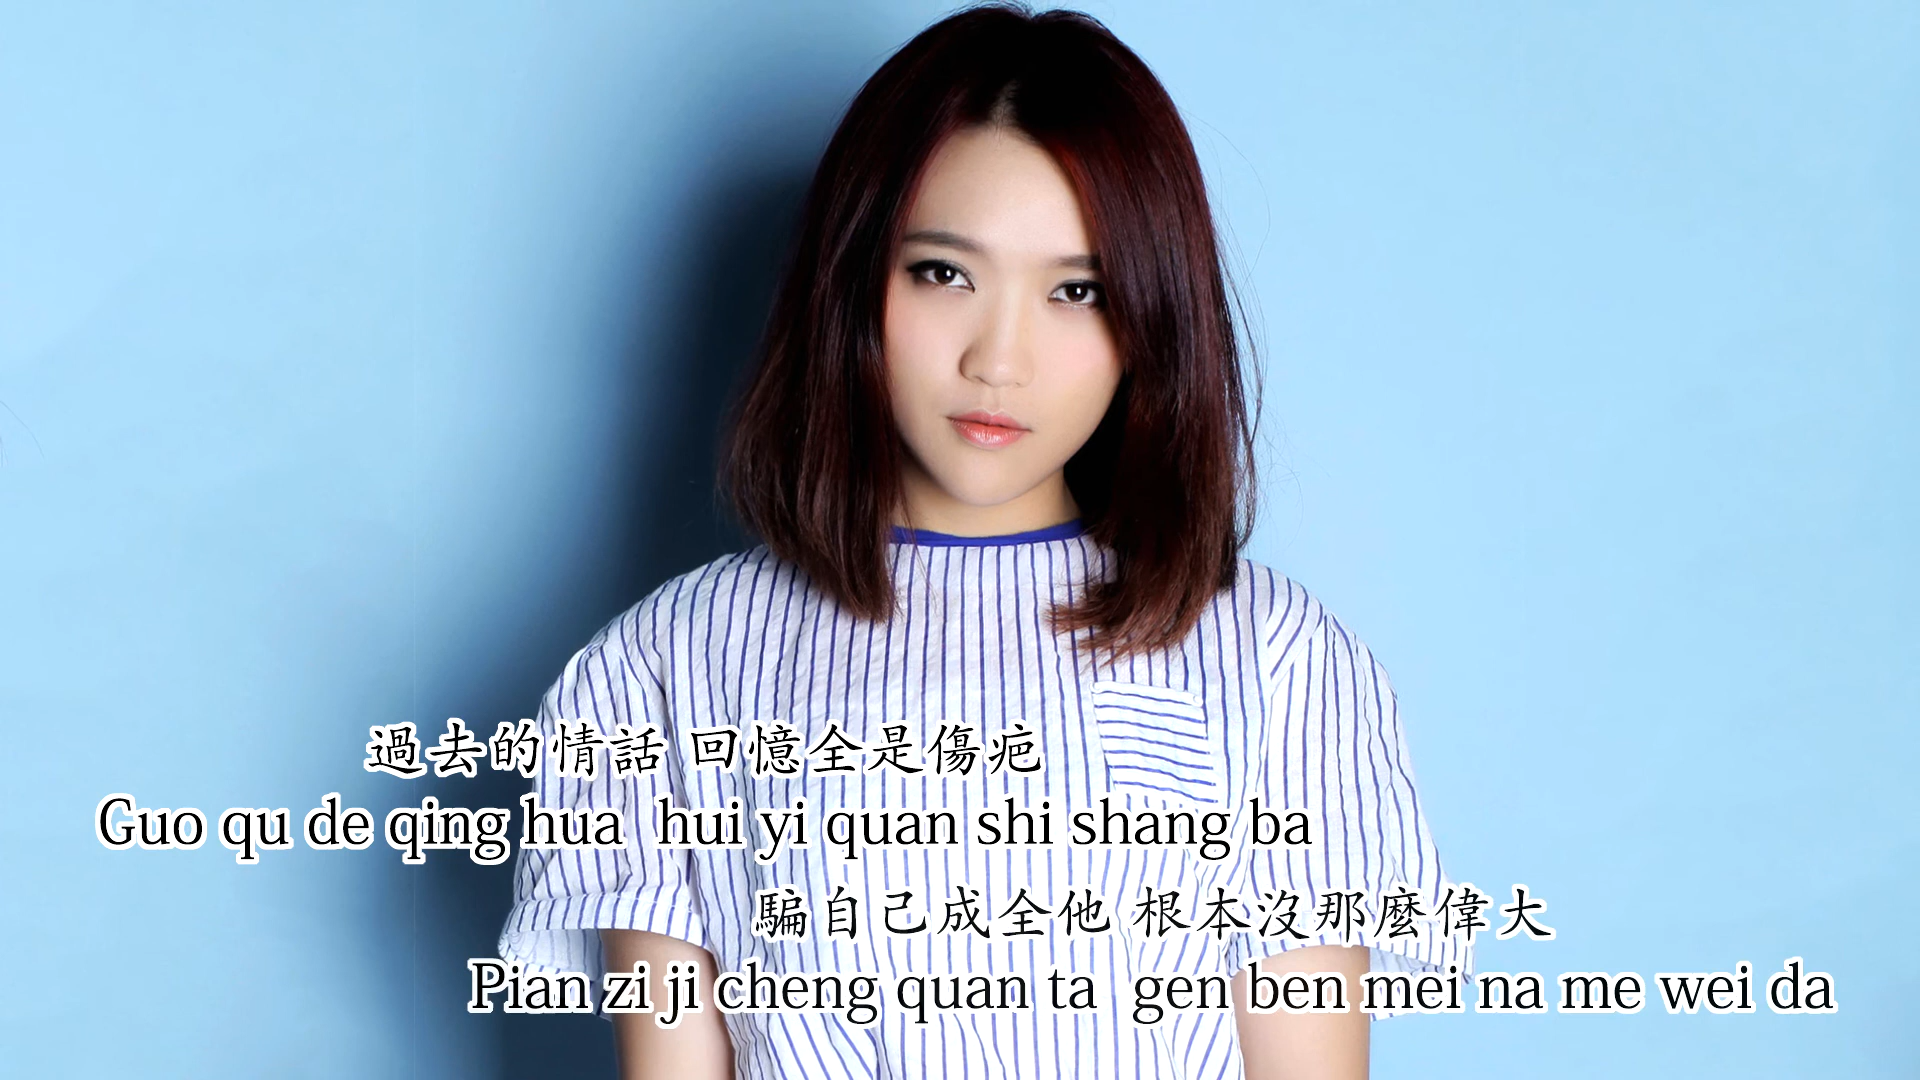 過去的情話 回憶全是傷疤
Guo qu de qing hua hui yi quan shi shang ba
騙自己成全他 根本沒那麼偉大
Pian zi ji cheng quan ta gen ben mei na me wei da